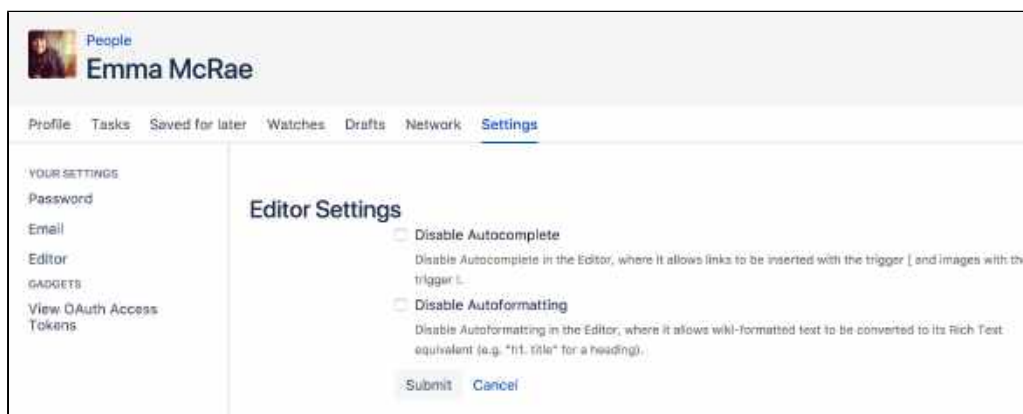 People
Emma McRae
Profile Tasks Saved for later Watches Drafts Network Settings
YOUR SETTINGS
Password
Email
Editor
GADGETS
View OAuth Access
Tokens
Editor Settings
Disable Autocomplete
Disable Autocomplete in the Editor, where it allows links to be inserted with the trigger [ and images with the
trigger !.
Disable Autoformatting
Disable Autoformatting in the Editor, where it allows wiki-formatted text to be converted to its Rich Text
equivalent (e.g. "h1. title" for a heading).
Submit Cancel